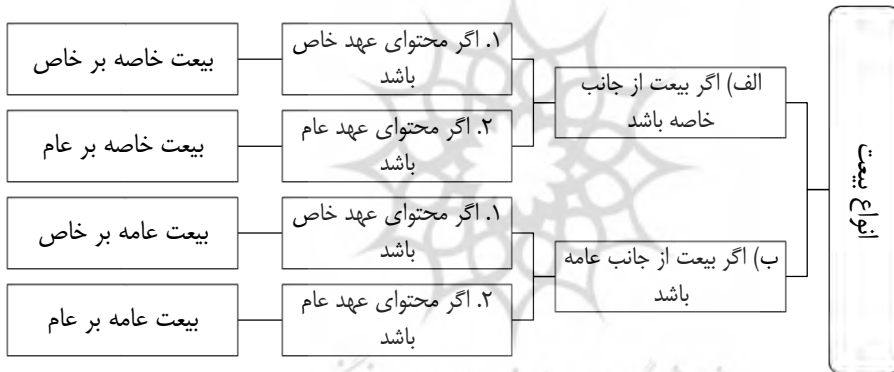 انواع بیعت
الف) اگر بیعت از جانب
خاصه باشد
۱. اگر محتوای عهد خاص
باشد
بیعت خاصه بر خاص
۲. اگر محتوای عهد عام
باشد
بیعت خاصه بر عام
ب) اگر بیعت از جانب عامه
باشد
۱. اگر محتوای عهد خاص
باشد
بیعت عامه بر خاص
۲. اگر محتوای عهد عام
باشد
بیعت عامه بر عام